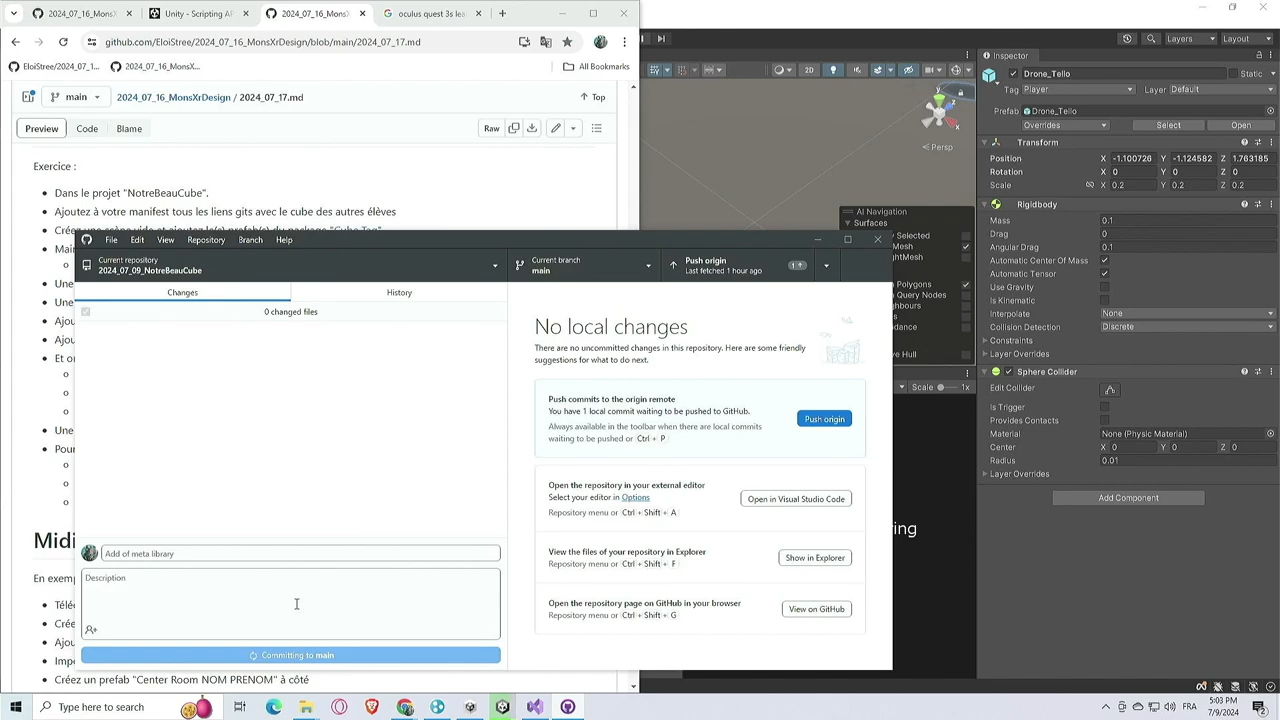 2024_07_16_MonsX
Unity - Scripting AP
2024_07_16_MonsX
oculus quest 3s lea
github.com/EloiStree/2024_07_16_MonsXrDesign/blob/main/2024_07_17.md
EloiStree/2024_07_1...
2024_07_16_MonsX...
All Bookmarks
main
2024_07_16_MonsXrDesign / 2024_07_17.md
Top
Preview
Code
Blame
Raw
Exercice :
Dans le projet "NotreBeauCube".
Ajoutez à votre manifest tous les liens gits avec le cube des autres élèves
File
Edit
View
Repository
Branch
Help
Current repository
2024_07_09_NotreBeauCube
Current branch
main
Push origin
Last fetched 1 hour ago
1
Changes
History
0 changed files
No local changes
There are no uncommitted changes in this repository. Here are some friendly
suggestions for what to do next.
Push commits to the origin remote
You have 1 local commit waiting to be pushed to GitHub.
Always available in the toolbar when there are local commits
waiting to be pushed or Ctrl + P
Push origin
Open the repository in your external editor
Select your editor in Options
Repository menu or Ctrl + Shift + A
Open in Visual Studio Code
View the files of your repository in Explorer
Repository menu or Ctrl + Shift + F
Show in Explorer
Open the repository page on GitHub in your browser
Repository menu or Ctrl + Shift + G
View on GitHub
Add of meta library
Description
Committing to main
Midi
En exemp
Télé
Crée
Ajou
Impo
Créez un prefab "Center Room NOM PRENOM" à côté
Layers
Layout
2D
Persp
AI Navigation
Surfaces
Scale
1x
Inspector
Drone_Tello
Static
Tag
Player
Layer
Default
Prefab
Drone_Tello
Overrides
Select
Open
Transform
Position X -1.100726 Y -1.124582 Z 1.763185
Rotation X 0 Y 0 Z 0
Scale X 0.2 Y 0.2 Z 0.2
Rigidbody
Mass 0.1
Drag 0
Angular Drag 0.1
Automatic Center Of Mass
Automatic Tensor
Use Gravity
Is Kinematic
Interpolate None
Collision Detection Discrete
Constraints
Layer Overrides
Sphere Collider
Edit Collider
Is Trigger
Provides Contacts
Material None (Physic Material)
Center X 0 Y 0 Z 0
Radius 0.01
Layer Overrides
Add Component
Type here to search
FRA
5:03 PM
7/9/2024